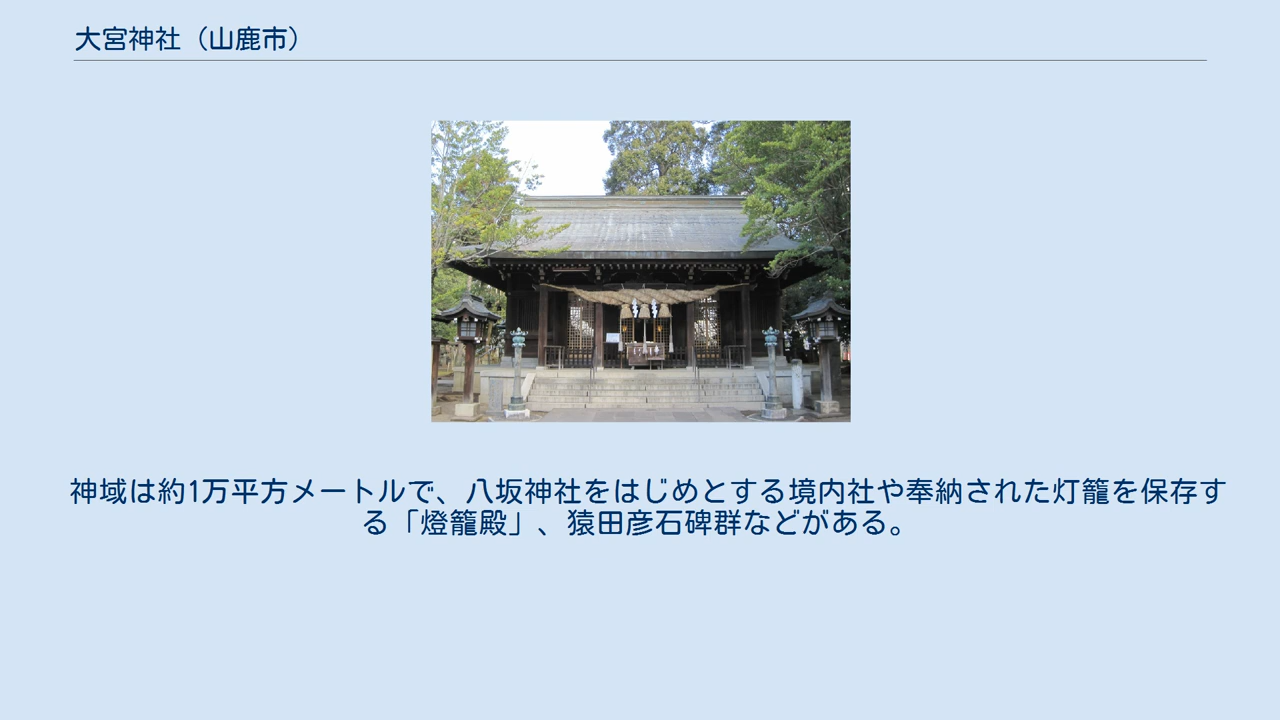 大宮神社（山鹿市）
神域は約1万平方メートルで、八坂神社をはじめとする境内社や奉納された灯籠を保存す
る「燈籠殿」、猿田彦石碑群などがある。